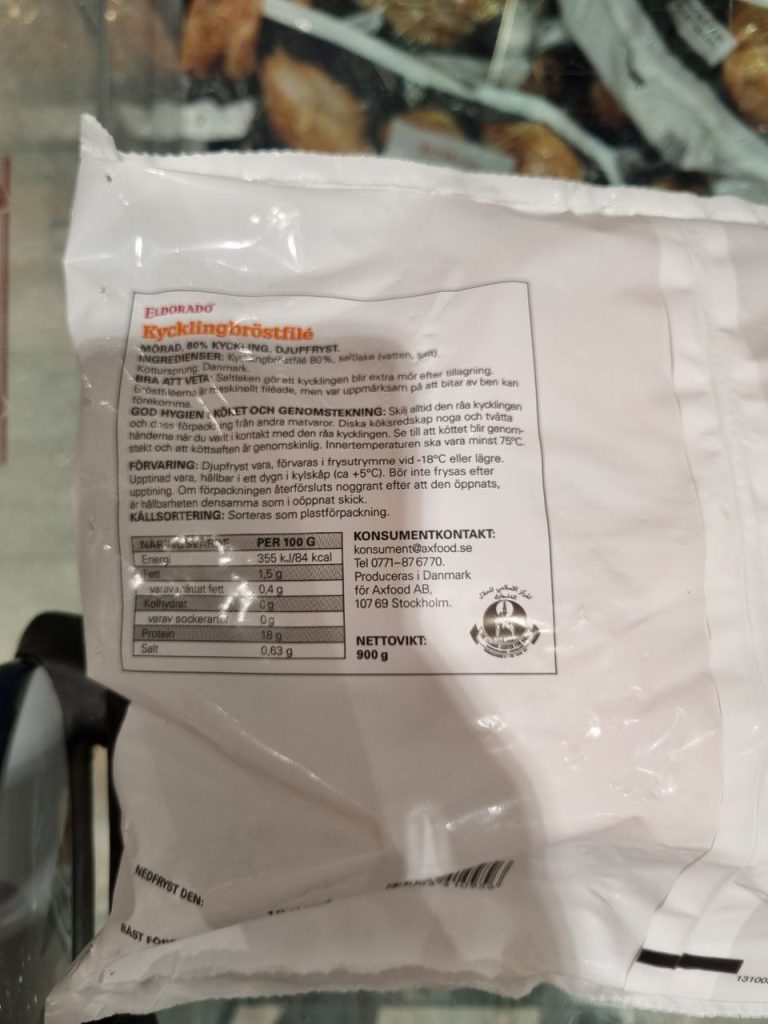 ELDORADO
Kycklingbröstfilé
MÖRAD, 80% KYCKLING. DJUPFRYST.
INGREDIENSER: Kycklingbröstfilé 80%, saltlake (vatten, salt).
Köttursprung: Danmark.
BRA ATT VETA: Saltlaken gör att kycklingen blir extra mör efter tillagning.
Bröstfiléerna är maskinellt filéade, men var uppmärksam på att bitar av ben kan
förekomma.
GOD HYGIEN I KÖKET OCH GENOMSTEKNING: Skilj alltid den råa kycklingen
och dess förpackning från andra matvaror. Diska köksredskap noga och tvätta
händerna när du varit i kontakt med den råa kycklingen. Se till att köttet blir genom-
stekt och att köttsaften är genomskinlig. Innertemperaturen ska vara minst 75°C.
FÖRVARING: Djupfryst vara, förvaras i frysutrymme vid -18°C eller lägre.
Upptinad vara, hållbar i ett dygn i kylskåp (ca +5°C). Bör inte frysas efter
upptining. Om förpackningen återförsluts noggrant efter att den öppnats,
är hållbarheten densamma som i oöppnat skick.
KÄLLSORTERING: Sorteras som plastförpackning.
NÄRINGSVÄRDE PER 100 G
Energi 355 kJ/84 kcal
Fett 1,5 g
varav mättat fett 0,4 g
Kolhydrat 0 g
varav sockerarter 0 g
Protein 18 g
Salt 0,63 g
KONSUMENTKONTAKT:
konsument@axfood.se
Tel 0771–87 67 70.
Produceras i Danmark
för Axfood AB,
107 69 Stockholm.
NETTOVIKT:
900 g
NEDFRYST DEN:
BÄST FÖR